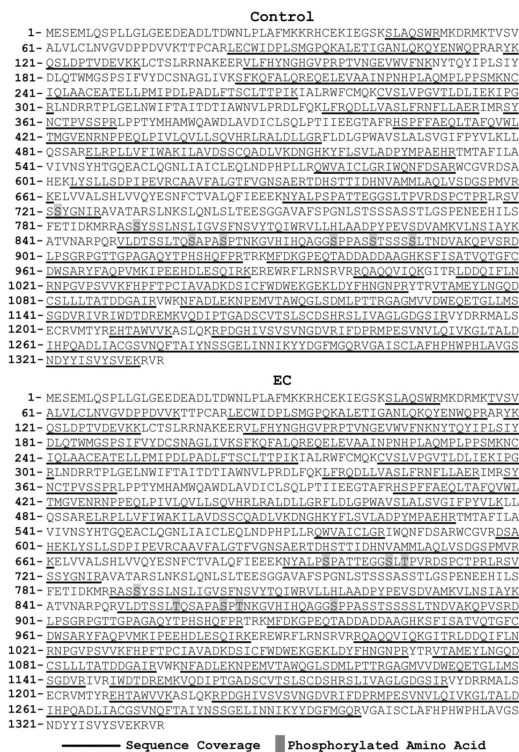 Control
1- MESEMLQSPLLGLGEEDEADLTDWNLPLAFMKKRHCEKIEGSKSLAQSWRMKDRMKTVSV
61- ALVLCLNVGVDPPDVVKTTPCARLECWIDPLSMGPQKALETIGANLQKQYENWQPRARYK
121- QSLDPTVDEVKKLCTSLRRNAKEERVLFHYNGHGVPRPTVNGEVWVFNKNYTQYIPLSIY
181- DLQTWMGSPSIFVYDCSNAGLIVKSFKQFALQREQELEVAAINPNHPLAQMPLPPSMKNC
241- IQLAACEATELLPMIPDLPADLFTSCLTTPIKIALRWFCMQKCVSLVPGVTLDLIEKIPG
301- RLNDRRTPLGELNWIFTAITDTIAWNVLPRDLFQKLFRQDLLVASLFRNFLLAERIMRSY
361- NCTPVSSPRLPPTYMHAMWQAWDLAVDICLSQLPTIIEEGTAFRHSPFFAEQLTAFQVWL
421- TMGVENRNPPEQLPIVLQVLLSQVHRLRALDLLGRFLDLGPWAVSLALSVGIFPYVLKLL
481- QSSARELRPLLVFIWAKILAVDSSCQADLVKDNGHKYFLSVLADPYMPAEHRTMTAFILA
541- VIVNSYHTGQEACLQGNLIAICLEQLNDPHPLLRQWVAICLGRIWQNFDSARWCGVRDSA
601- HEKLYSLLSDPIPEVRCAAVFALGTFVGNSAERTDHSTTIDHNVAMMLAQLVSDGSPMVR
661- KELVVALSHLVVQYESNFCTVALQFIEEEKNYALPSPATTEGGSLTPVRDSPCTPRLRSV
721- SSYGNIRAVATARSLNKSLQNLSLTEESGGAVAFSPGNLSTSSSASSTLGSPENEEHILS
781- FETIDKMRRASSYSSLNSLIGVSFNSVYTQIWRVLLHLAADPYPEVSDVAMKVLNSIAYK
841- ATVNARPQRVLDTSSLTQSAPASPTNKGVHIHQAGGSPPASSTSSSSLTNDVAKQPVSRD
901- LPSGRPGTTGPAGAQYTPHSHQFPRTRKMFDKGPEQTADDADDAAGHKSFISATVQTGFC
961- DWSARYFAQPVMKIPEEHDLESQIRKEREWRFLRNSRVRRQAQQVIQKGITRLDDQIFLN
1021- RNPGVPSVVKFHPFTPCIAVADKDSICFWDWEKGEKLDYFHNGNPRYTRVTAMEYLNGQD
1081- CSLLLTATDDGAIRVWKNFADLEKNPEMVTAWQGLSDMLPTTRGAGMVVDWEQETGLLMS
1141- SGDVRIVRIWDTDREMKVQDIPTGADSCVTSLSCDSHRSLIVAGLGDGSIRVYDRRMALS
1201- ECRVMTYREHTAWVVKASLQKRPDGHIVSVSVNGDVRIFDPRMPESVNVLQIVKGLTALD
1261- IHPQADLIACGSVNQFTAIYNSSGELINNIKYYDGFMGQRVGAISCLAFHPHWPHLAVGS
1321- NDYYISVYSVEKRVR
EC
1- MESEMLQSPLLGLGEEDEADLTDWNLPLAFMKKRHCEKIEGSKSLAQSWRMKDRMKTVSV
61- ALVLCLNVGVDPPDVVKTTPCARLECWIDPLSMGPQKALETIGANLQKQYENWQPRARYK
121- QSLDPTVDEVKKLCTSLRRNAKEERVLFHYNGHGVPRPTVNGEVWVFNKNYTQYIPLSIY
181- DLQTWMGSPSIFVYDCSNAGLIVKSFKQFALQREQELEVAAINPNHPLAQMPLPPSMKNC
241- IQLAACEATELLPMIPDLPADLFTSCLTTPIKIALRWFCMQKCVSLVPGVTLDLIEKIPG
301- RLNDRRTPLGELNWIFTAITDTIAWNVLPRDLFQKLFRQDLLVASLFRNFLLAERIMRSY
361- NCTPVSSPRLPPTYMHAMWQAWDLAVDICLSQLPTIIEEGTAFRHSPFFAEQLTAFQVWL
421- TMGVENRNPPEQLPIVLQVLLSQVHRLRALDLLGRFLDLGPWAVSLALSVGIFPYVLKLL
481- QSSARELRPLLVFIWAKILAVDSSCQADLVKDNGHKYFLSVLADPYMPAEHRTMTAFILA
541- VIVNSYHTGQEACLQGNLIAICLEQLNDPHPLLRQWVAICLGRIWQNFDSARWCGVRDSA
601- HEKLYSLLSDPIPEVRCAAVFALGTFVGNSAERTDHSTTIDHNVAMMLAQLVSDGSPMVR
661- KELVVALSHLVVQYESNFCTVALQFIEEEKNYALPSPATTEGGSLTPVRDSPCTPRLRSV
721- SSYGNIRAVATARSLNKSLQNLSLTEESGGAVAFSPGNLSTSSSASSTLGSPENEEHILS
781- FETIDKMRRASSYSSLNSLIGVSFNSVYTQIWRVLLHLAADPYPEVSDVAMKVLNSIAYK
841- ATVNARPQRVLDTSSLTQSAPASPTNKGVHIHQAGGSPPASSTSSSSLTNDVAKQPVSRD
901- LPSGRPGTTGPAGAQYTPHSHQFPRTRKMFDKGPEQTADDADDAAGHKSFISATVQTGFC
961- DWSARYFAQPVMKIPEEHDLESQIRKEREWRFLRNSRVRRQAQQVIQKGITRLDDQIFLN
1021- RNPGVPSVVKFHPFTPCIAVADKDSICFWDWEKGEKLDYFHNGNPRYTRVTAMEYLNGQD
1081- CSLLLTATDDGAIRVWKNFADLEKNPEMVTAWQGLSDMLPTTRGAGMVVDWEQETGLLMS
1141- SGDVRIVRIWDTDREMKVQDIPTGADSCVTSLSCDSHRSLIVAGLGDGSIRVYDRRMALS
1201- ECRVMTYREHTAWVVKASLQKRPDGHIVSVSVNGDVRIFDPRMPESVNVLQIVKGLTALD
1261- IHPQADLIACGSVNQFTAIYNSSGELINNIKYYDGFMGQRVGAISCLAFHPHWPHLAVGS
1321- NDYYISVYSVEKRVR
Sequence Coverage Phosphorylated Amino Acid